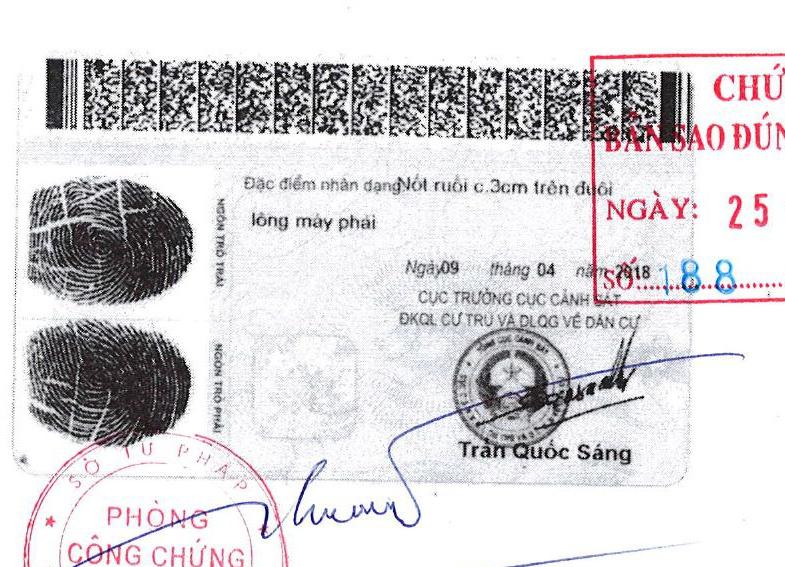 CHỨ
BẢN SAO ĐÚN
NGÀY: 25
SỐ: 188
Đặc điểm nhân dạng Nốt ruồi c.3cm trên đuôi
lông mày phải
NGÓN TRỎ TRÁI
Ngày 09 tháng 04 năm 2018
CỤC TRƯỞNG CỤC CẢNH SÁT
ĐKQL CƯ TRÚ VÀ DLQG VỀ DÂN CƯ
NGÓN TRỎ PHẢI
Trần Quốc Sáng
SỞ TƯ PHÁP
PHÒNG
CÔNG CHỨNG